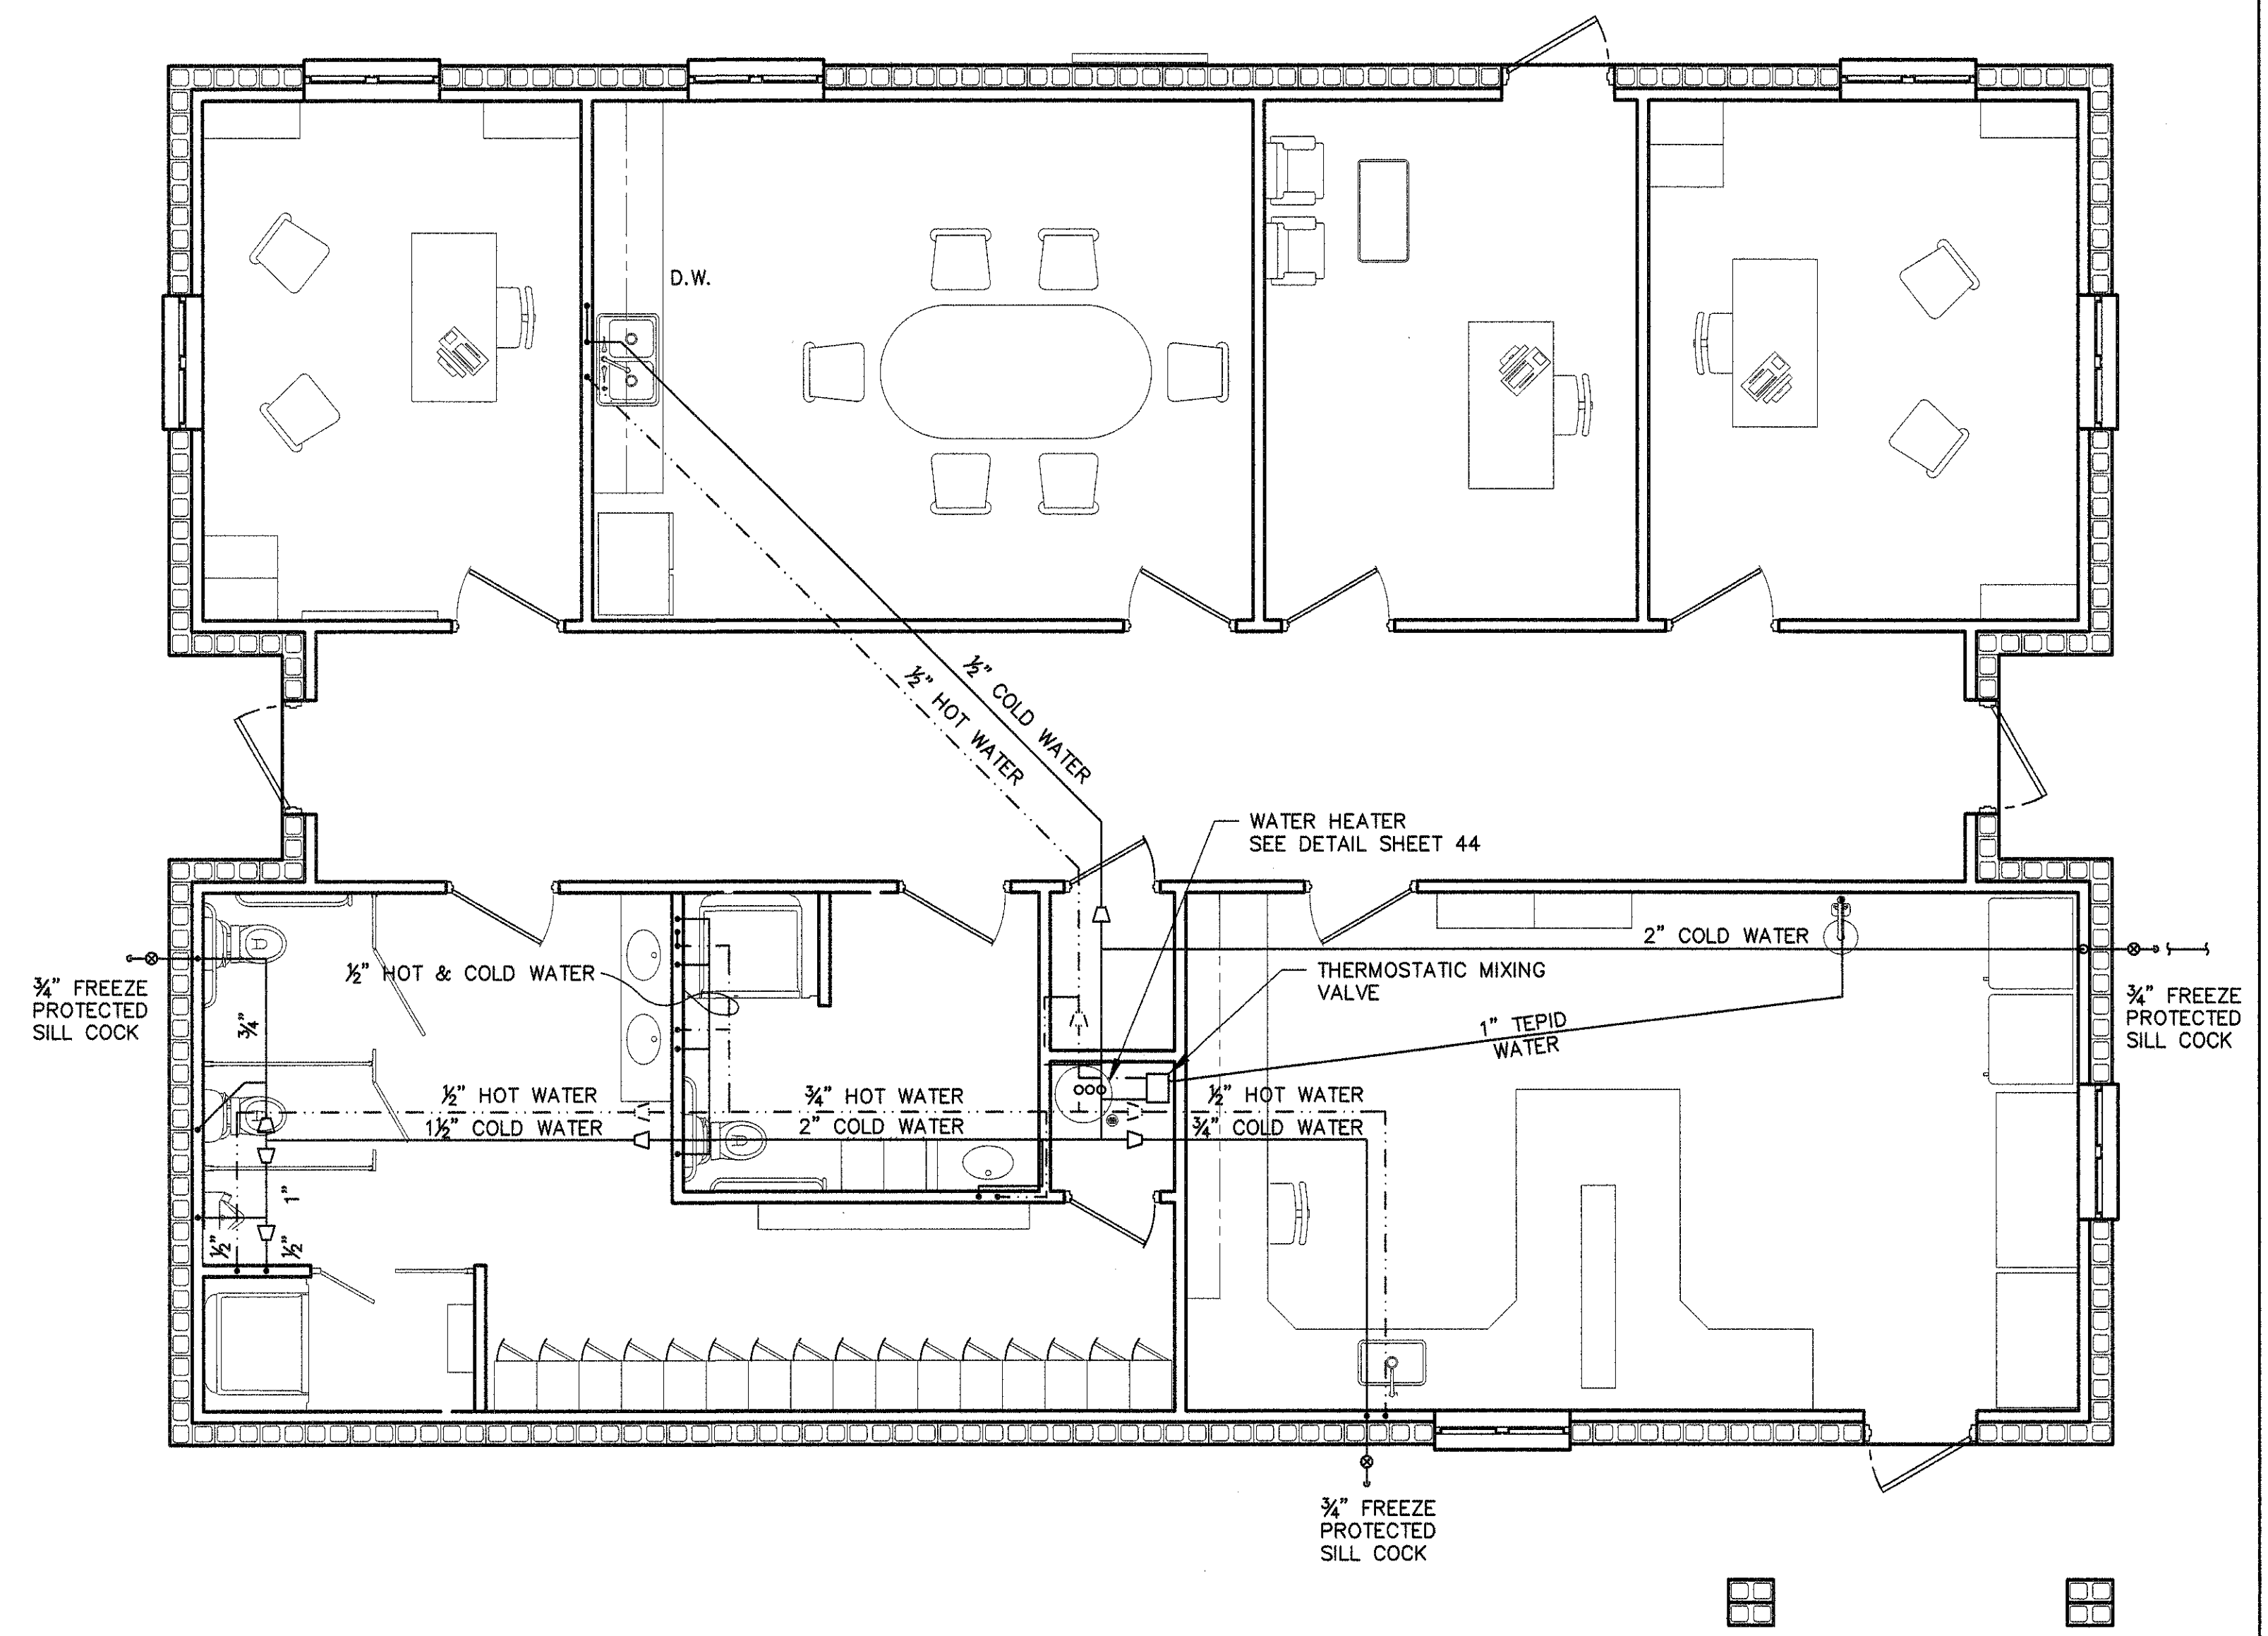 D.W.
½" COLD WATER
½" HOT WATER
WATER HEATER
SEE DETAIL SHEET 44
2" COLD WATER
¾" FREEZE
PROTECTED
SILL COCK
½" HOT & COLD WATER
THERMOSTATIC MIXING
VALVE
¾" FREEZE
PROTECTED
SILL COCK
¾"
1" TEPID
WATER
½" HOT WATER
1½" COLD WATER
¾" HOT WATER
2" COLD WATER
½" HOT WATER
¾" COLD WATER
1"
½"
½"
¾" FREEZE
PROTECTED
SILL COCK